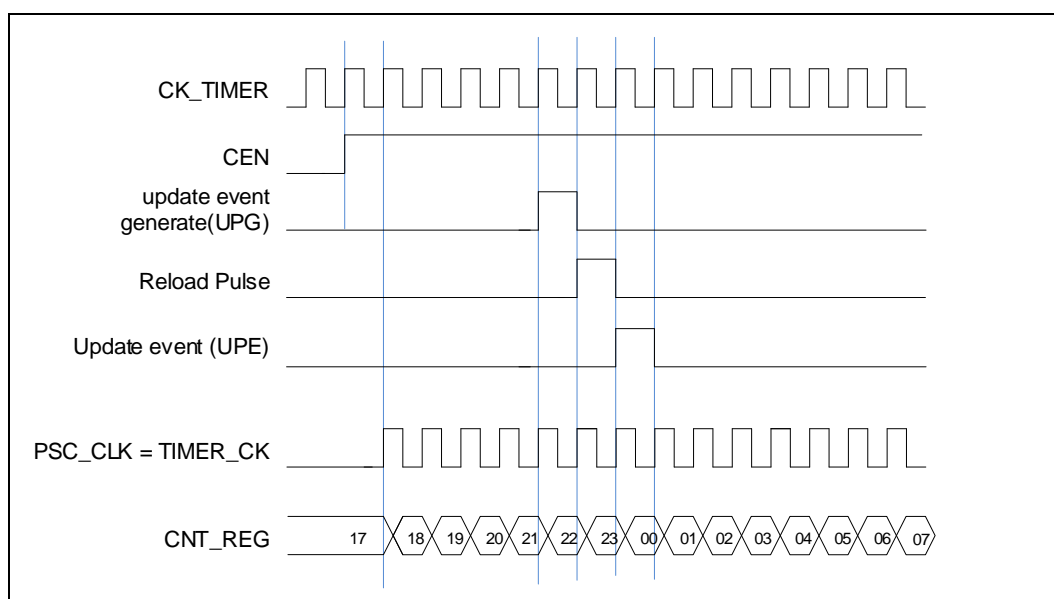 CK_TIMER
CEN
update event
generate(UPG)
Reload Pulse
Update event (UPE)
PSC_CLK = TIMER_CK
CNT_REG 17 18 19 20 21 22 23 00 01 02 03 04 05 06 07